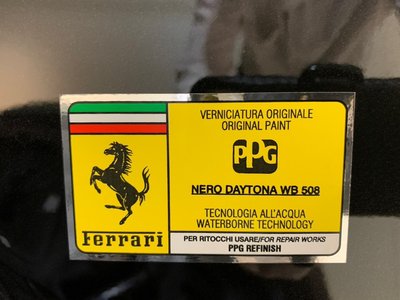 VERNICIATURA ORIGINALE
ORIGINAL PAINT
PPG
NERO DAYTONA WB 508
TECNOLOGIA ALL'ACQUA
WATERBORNE TECHNOLOGY
Ferrari
PER RITOCCHI USARE/FOR REPAIR WORKS
PPG REFINISH